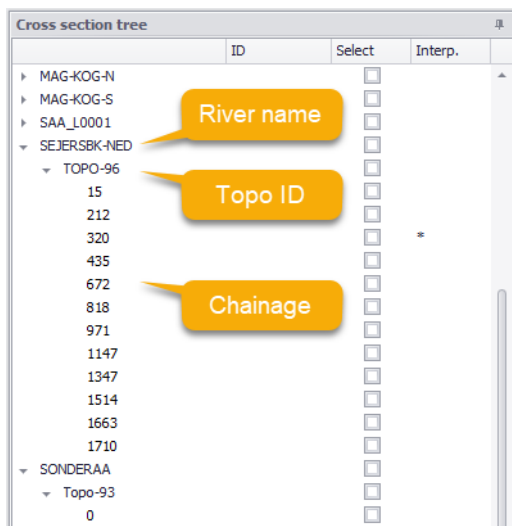 Cross section tree
ID Select Interp.
MAG-KOG-N
MAG-KOG-S
SAA_L0001
River name
SEJERSBK-NED
TOPO-96
15
Topo ID
212
320 *
435
672
Chainage
818
971
1147
1347
1514
1663
1710
SONDERAA
Topo-93
0